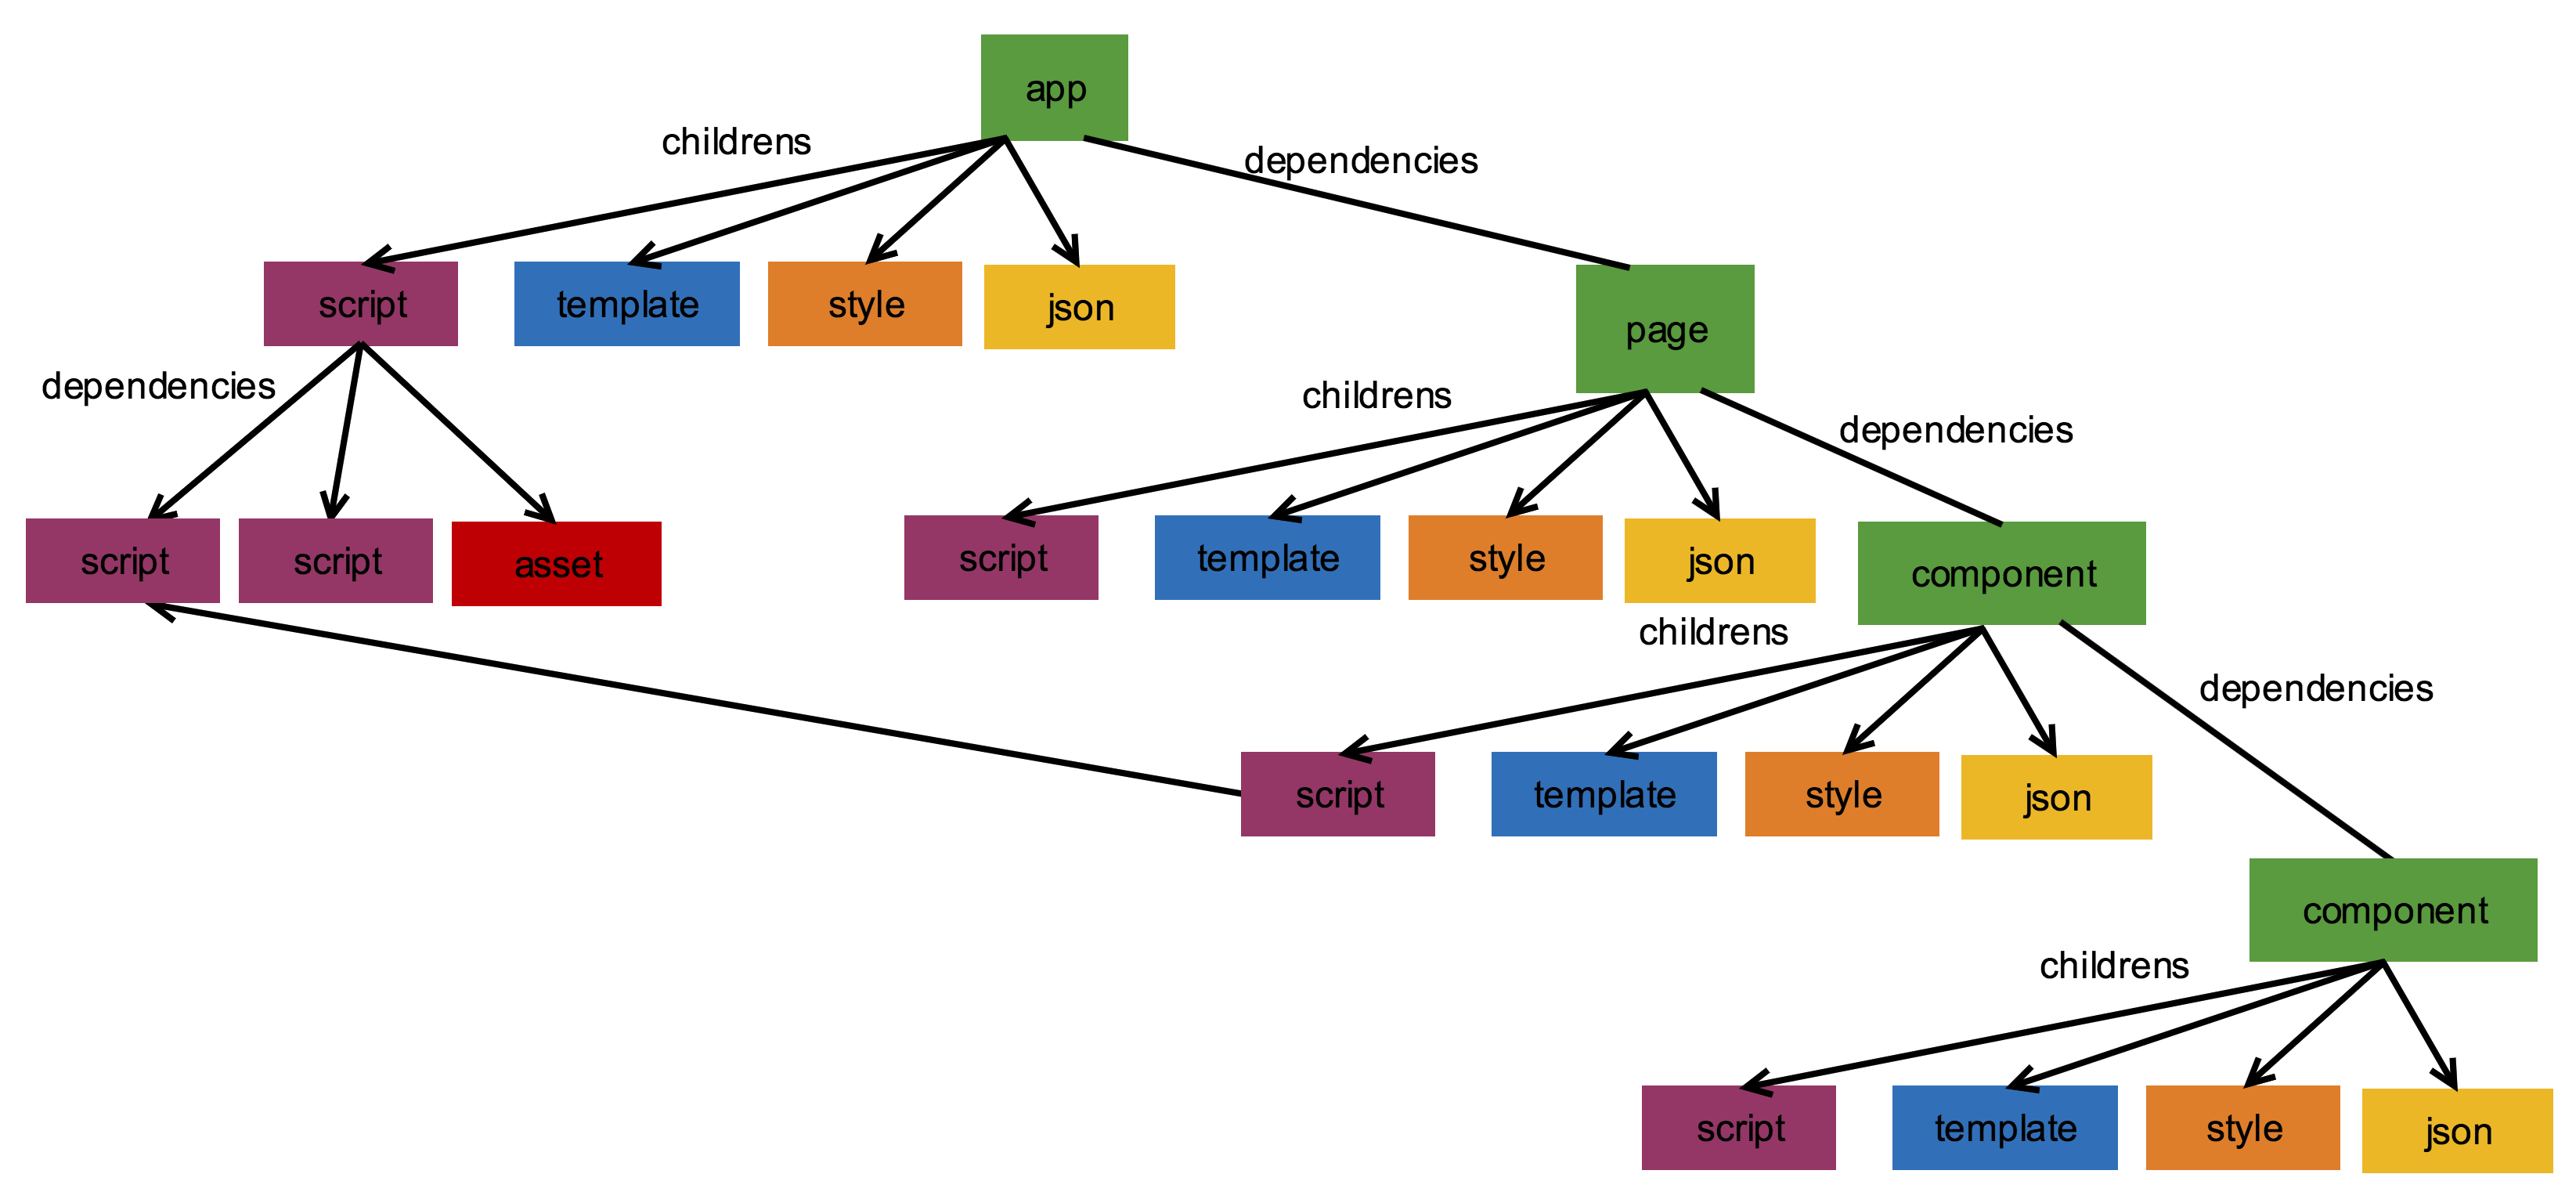 app
childrens
dependencies
script
template
style
json
page
dependencies
childrens
dependencies
script
script
asset
script
template
style
json
component
childrens
dependencies
script
template
style
json
component
childrens
script
template
style
json